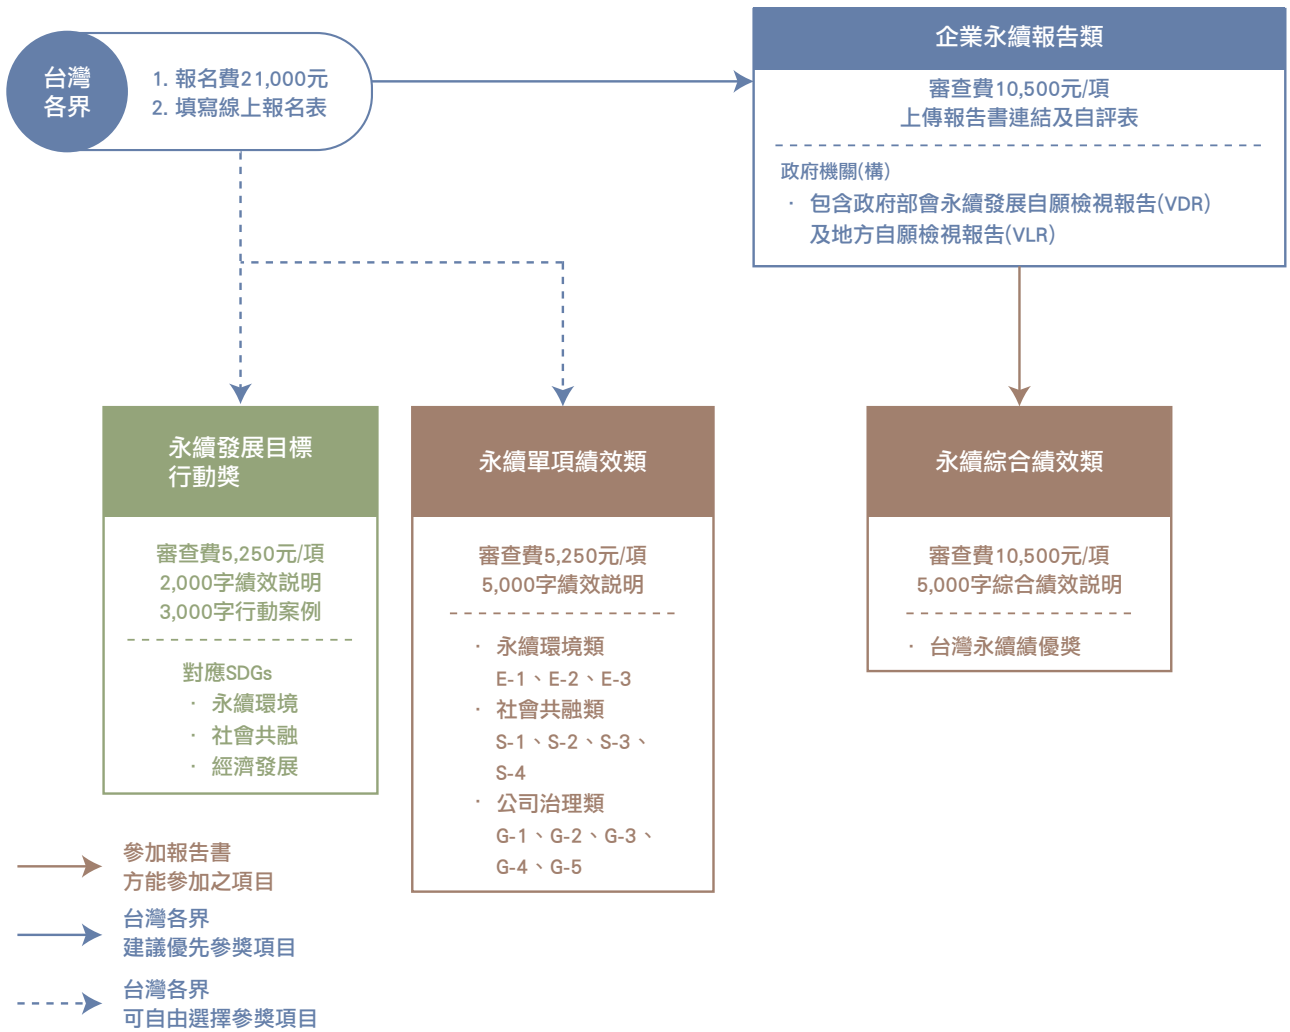 台灣
各界
1. 報名費21,000元
2. 填寫線上報名表
企業永續報告類
審查費10,500元/項
上傳報告書連結及自評表
政府機關(構)
· 包含政府部會永續發展自願檢視報告(VDR)
及地方自願檢視報告(VLR)
永續發展目標
行動獎
審查費5,250元/項
2,000字績效説明
3,000字行動案例
對應SDGs
· 永續環境
· 社會共融
· 經濟發展
永續單項績效類
審查費5,250元/項
5,000字績效説明
· 永續環境類
E-1、E-2、E-3
· 社會共融類
S-1、S-2、S-3、
S-4
· 公司治理類
G-1、G-2、G-3、
G-4、G-5
永續綜合績效類
審查費10,500元/項
5,000字綜合績效説明
· 台灣永續績優獎
參加報告書
方能參加之項目
台灣各界
建議優先參獎項目
台灣各界
可自由選擇參獎項目